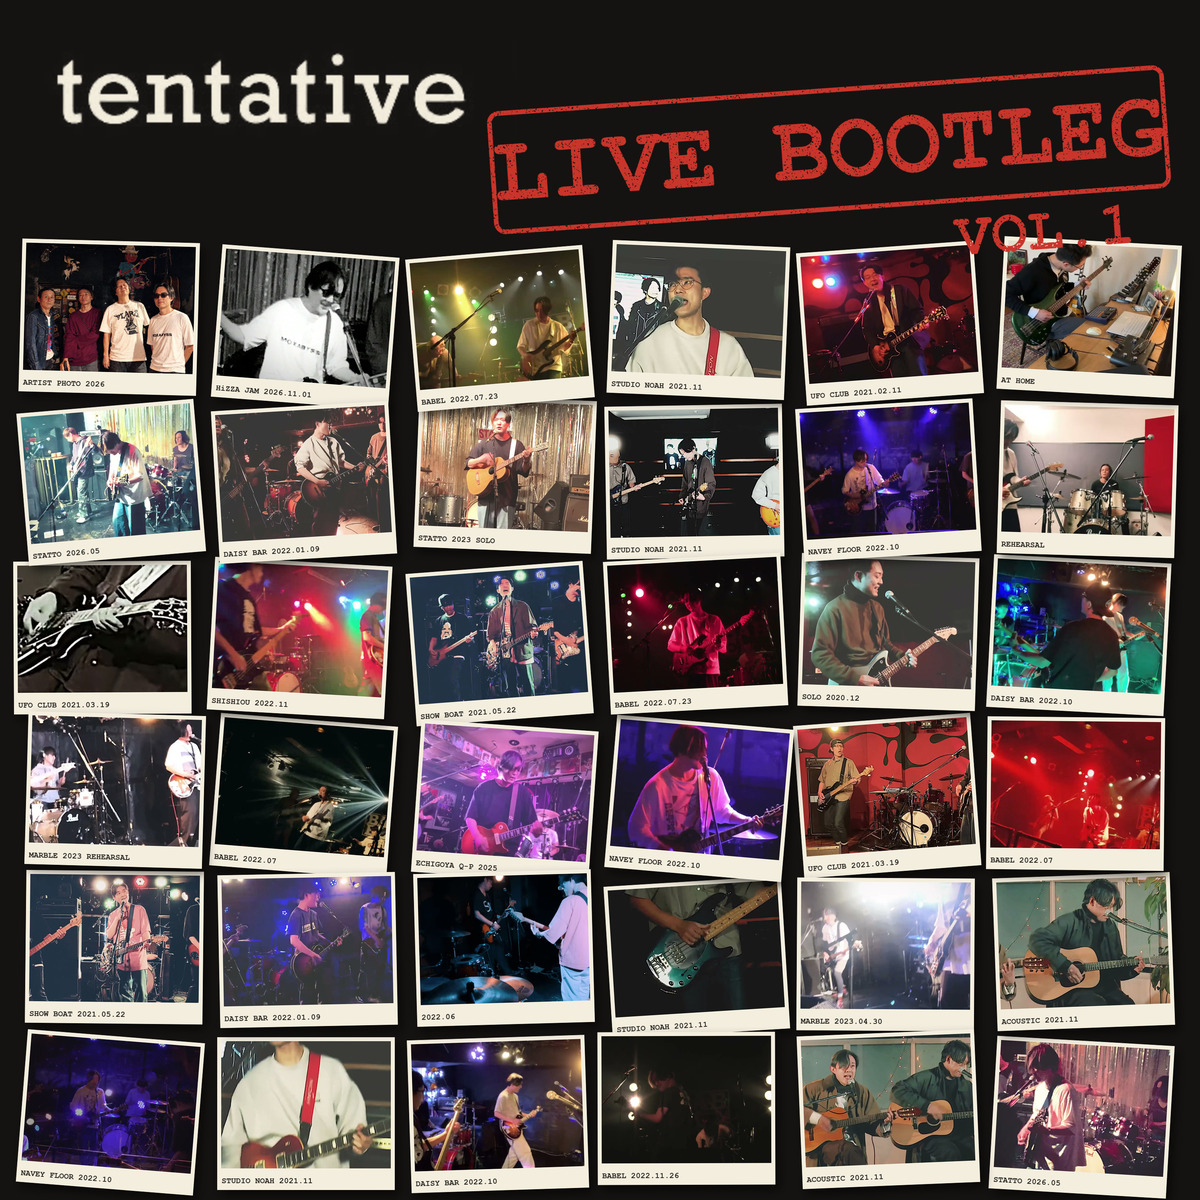 tentative
LIVE BOOTLEG
VOL.1
ARTIST PHOTO 2026
HiZZA JAM 2026.11.01
BABEL 2022.07.23
STUDIO NOAH 2021.11
UFO CLUB 2021.02.11
AT HOME
STATTO 2026.05
DAISY BAR 2022.01.09
STATTO 2023 SOLO
STUDIO NOAH 2021.11
NAVEY FLOOR 2022.10
REHEARSAL
UFO CLUB 2021.03.19
SHISHIOU 2022.11
SHOW BOAT 2021.05.22
BABEL 2022.07.23
SOLO 2020.12
DAISY BAR 2022.10
MARBLE 2023 REHEARSAL
BABEL 2022.07
ECHIGOYA Q-P 2025
NAVEY FLOOR 2022.10
UFO CLUB 2021.03.19
BABEL 2022.07
SHOW BOAT 2021.05.22
DAISY BAR 2022.01.09
2022.06
STUDIO NOAH 2021.11
MARBLE 2023.04.30
ACOUSTIC 2021.11
NAVEY FLOOR 2022.10
STUDIO NOAH 2021.11
DAISY BAR 2022.10
BABEL 2022.11.26
ACOUSTIC 2021.11
STATTO 2026.05